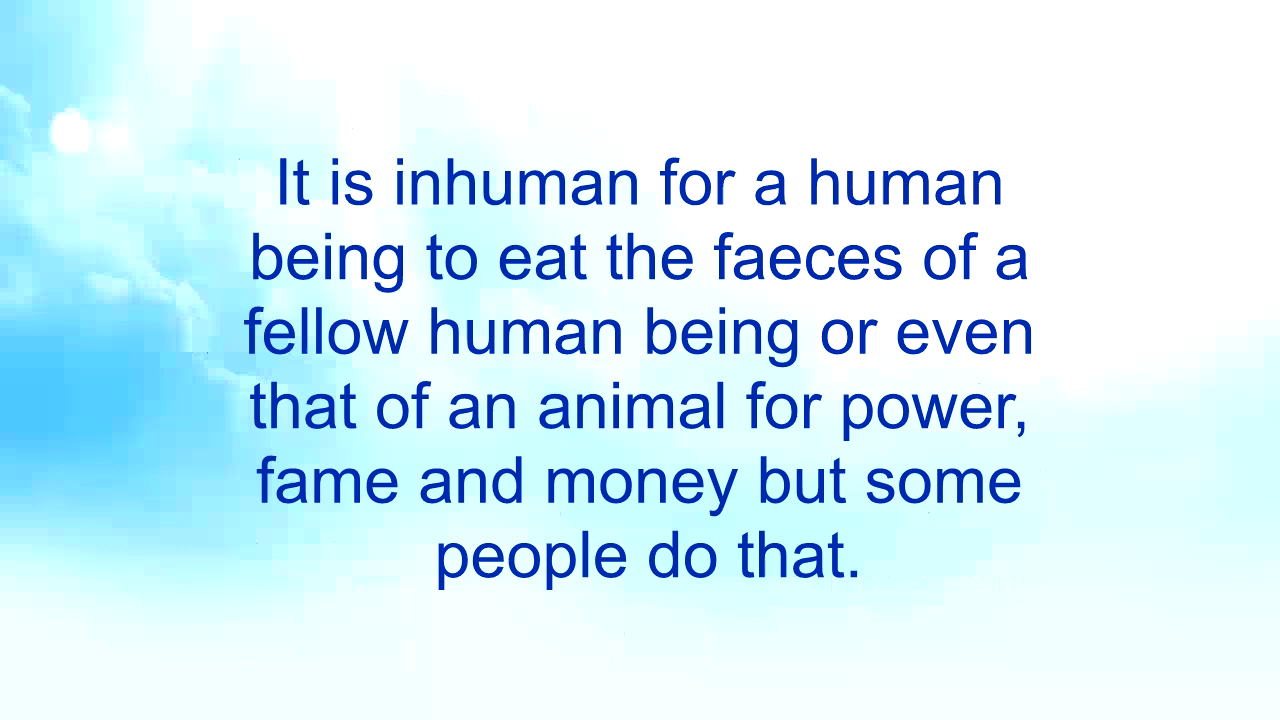 It is inhuman for a human
being to eat the faeces of a
fellow human being or even
that of an animal for power,
fame and money but some
people do that.